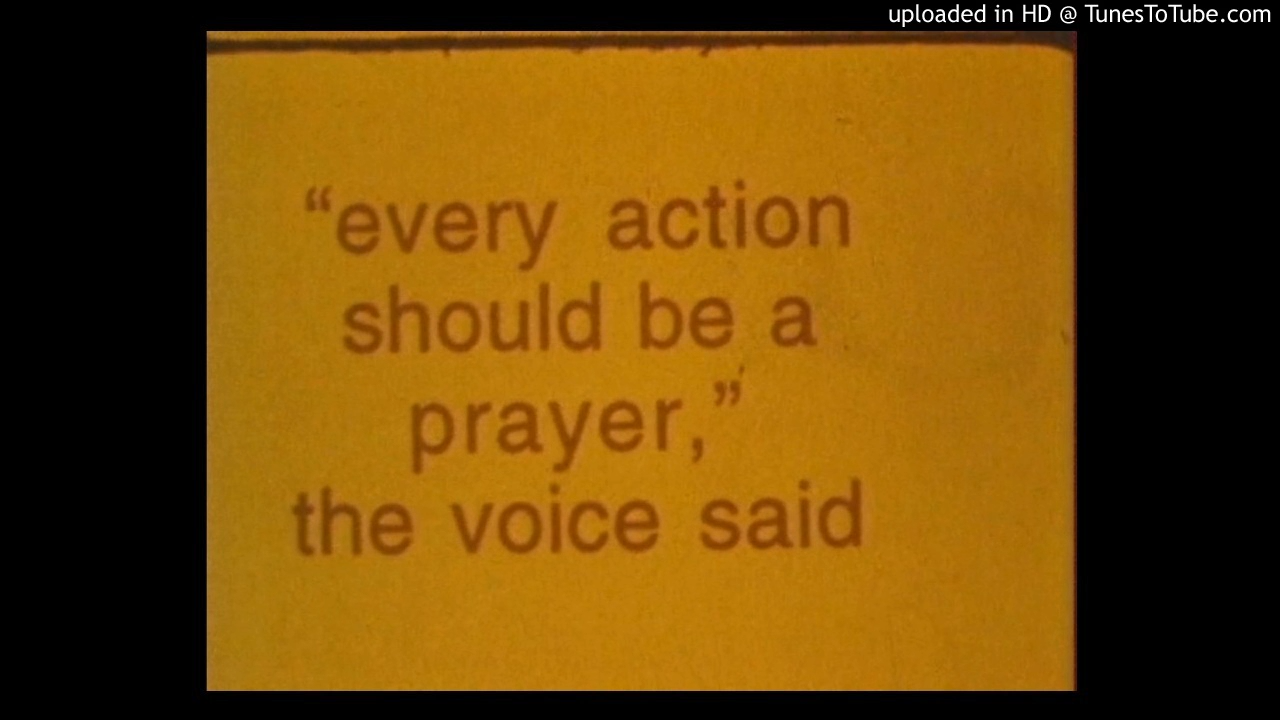 uploaded in HD @ TunesToTube.com
“every action
should be a
prayer,”
the voice said